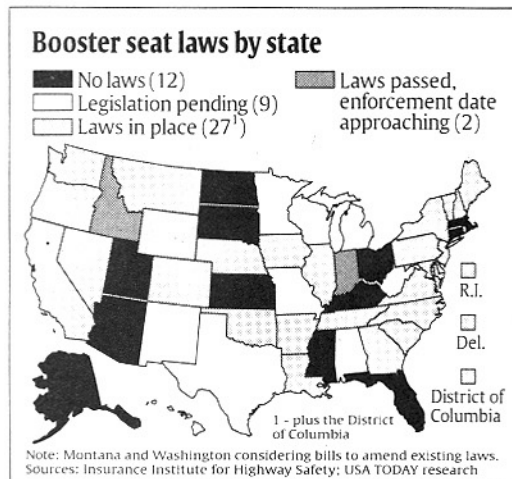 Booster seat laws by state
No laws (12)
Legislation pending (9)
Laws in place (27¹)
Laws passed,
enforcement date
approaching (2)
R.I.
Del.
District of
Columbia
1 - plus the District
of Columbia
Note: Montana and Washington considering bills to amend existing laws.
Sources: Insurance Institute for Highway Safety; USA TODAY research